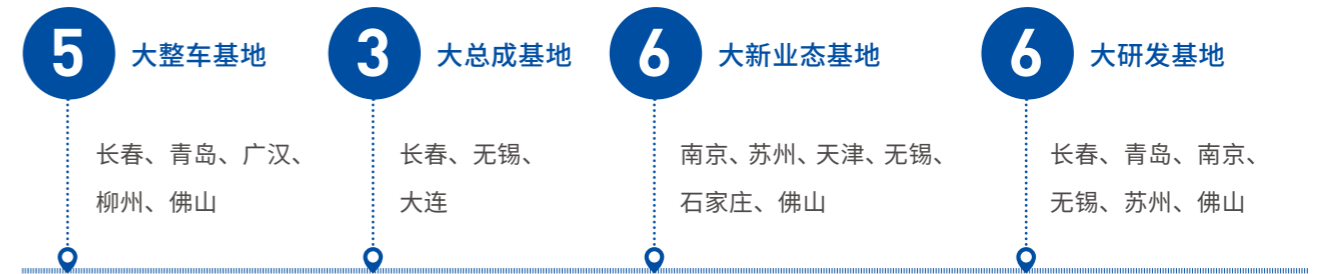 5 大整车基地
长春、青岛、广汉、
柳州、佛山
3 大总成基地
长春、无锡、
大连
6 大新业态基地
南京、苏州、天津、无锡、
石家庄、佛山
6 大研发基地
长春、青岛、南京、
无锡、苏州、佛山